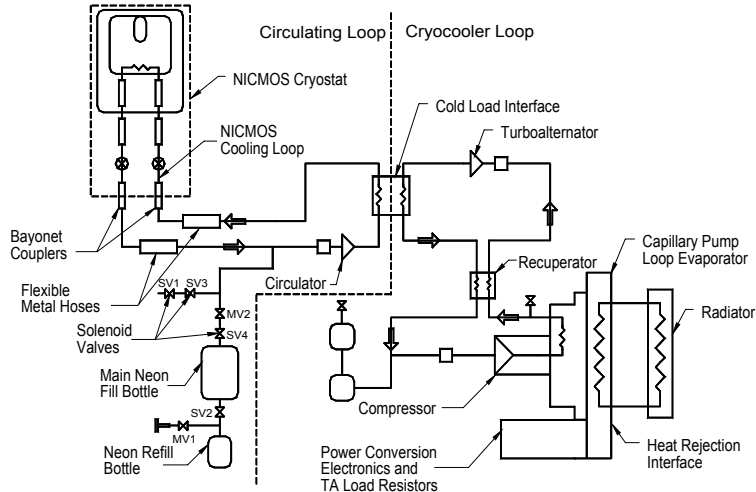 Circulating Loop
Cryocooler Loop
NICMOS Cryostat
Cold Load Interface
NICMOS
Cooling Loop
Turboalternator
Bayonet
Couplers
Capillary Pump
Loop Evaporator
Recuperator
Circulator
Flexible
Metal Hoses
SV1
SV3
MV2
Radiator
Solenoid
Valves
SV4
Main Neon
Fill Bottle
Compressor
SV2
MV1
Neon Refill
Bottle
Power Conversion
Electronics and
TA Load Resistors
Heat Rejection
Interface